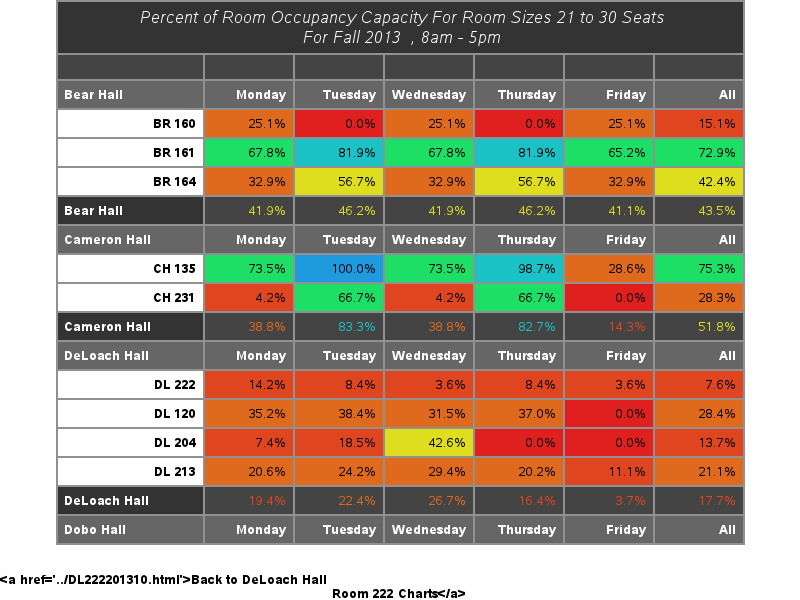 Percent of Room Occupancy Capacity For Room Sizes 21 to 30 Seats
For Fall 2013 , 8am - 5pm
Bear Hall Monday Tuesday Wednesday Thursday Friday All
BR 160 25.1% 0.0% 25.1% 0.0% 25.1% 15.1%
BR 161 67.8% 81.9% 67.8% 81.9% 65.2% 72.9%
BR 164 32.9% 56.7% 32.9% 56.7% 32.9% 42.4%
Bear Hall 41.9% 46.2% 41.9% 46.2% 41.1% 43.5%
Cameron Hall Monday Tuesday Wednesday Thursday Friday All
CH 135 73.5% 100.0% 73.5% 98.7% 28.6% 75.3%
CH 231 4.2% 66.7% 4.2% 66.7% 0.0% 28.3%
Cameron Hall 38.8% 83.3% 38.8% 82.7% 14.3% 51.8%
DeLoach Hall Monday Tuesday Wednesday Thursday Friday All
DL 222 14.2% 8.4% 3.6% 8.4% 3.6% 7.6%
DL 120 35.2% 38.4% 31.5% 37.0% 0.0% 28.4%
DL 204 7.4% 18.5% 42.6% 0.0% 0.0% 13.7%
DL 213 20.6% 24.2% 29.4% 20.2% 11.1% 21.1%
DeLoach Hall 19.4% 22.4% 26.7% 16.4% 3.7% 17.7%
Dobo Hall Monday Tuesday Wednesday Thursday Friday All
<a href='../DL222201310.html'>Back to DeLoach Hall
Room 222 Charts</a>